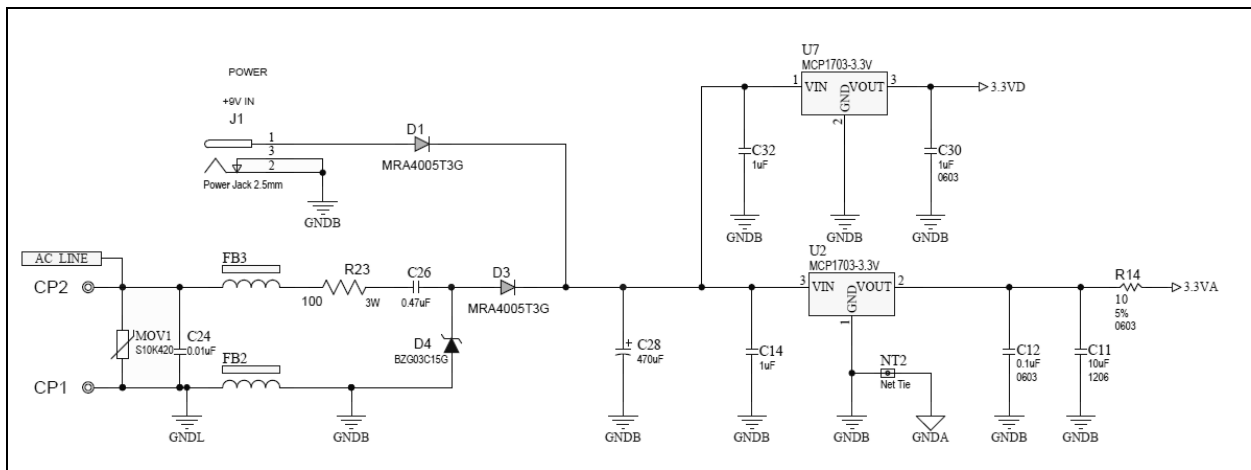 POWER
+9V IN
J1
1
3
2
Power Jack 2.5mm
GNDB
D1
MRA4005T3G
U7
MCP1703-3.3V
1
VIN
VOUT
3
GND
2
3.3VD
C32
1uF
C30
1uF
0603
GNDB
GNDB
GNDB
AC LINE
CP2
CP1
MOV1
S10K420
C24
0.01uF
FB3
FB2
R23
100
3W
C26
0.47uF
D3
MRA4005T3G
D4
BZG03C15G
GNDL
GNDB
C28
470uF
GNDB
C14
1uF
GNDB
U2
MCP1703-3.3V
3
VIN
VOUT
2
GND
1
NT2
Net Tie
GNDB
GNDA
C12
0.1uF
0603
GNDB
C11
10uF
1206
GNDB
R14
10
5%
0603
3.3VA